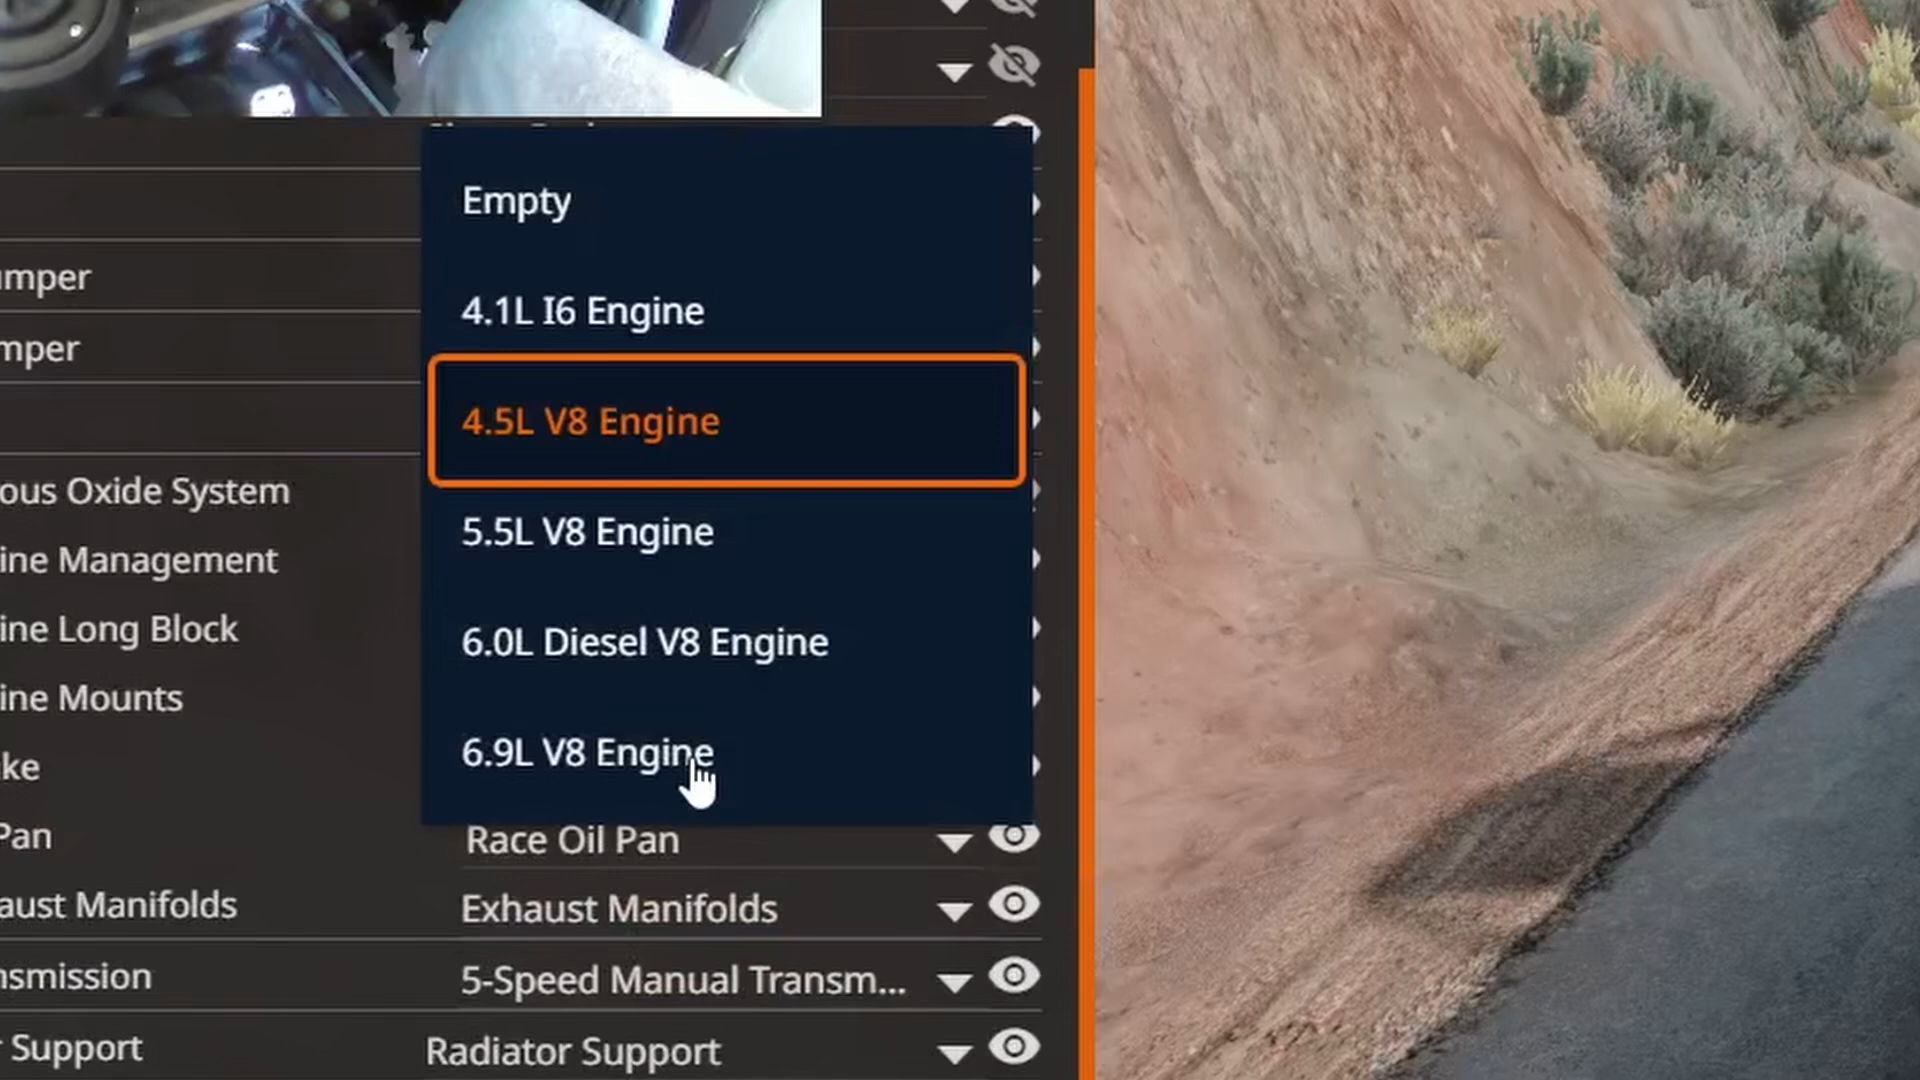 Empty
4.1L I6 Engine
umper
4.5L V8 Engine
mper
ous Oxide System
5.5L V8 Engine
ine Management
ine Long Block
6.0L Diesel V8 Engine
ine Mounts
ke
6.9L V8 Engine
Pan
Race Oil Pan
aust Manifolds
Exhaust Manifolds
nsmission
5-Speed Manual Transm...
r Support
Radiator Support